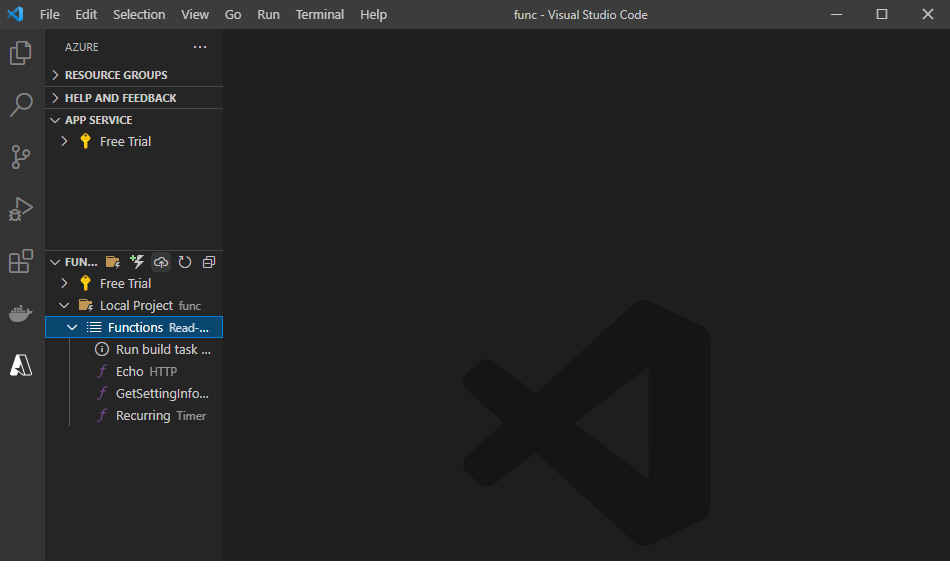 File Edit Selection View Go Run Terminal Help func - Visual Studio Code
AZURE
RESOURCE GROUPS
HELP AND FEEDBACK
APP SERVICE
Free Trial
FUN...
Free Trial
Local Project func
Functions Read-...
Run build task ...
Echo HTTP
GetSettingInfo...
Recurring Timer